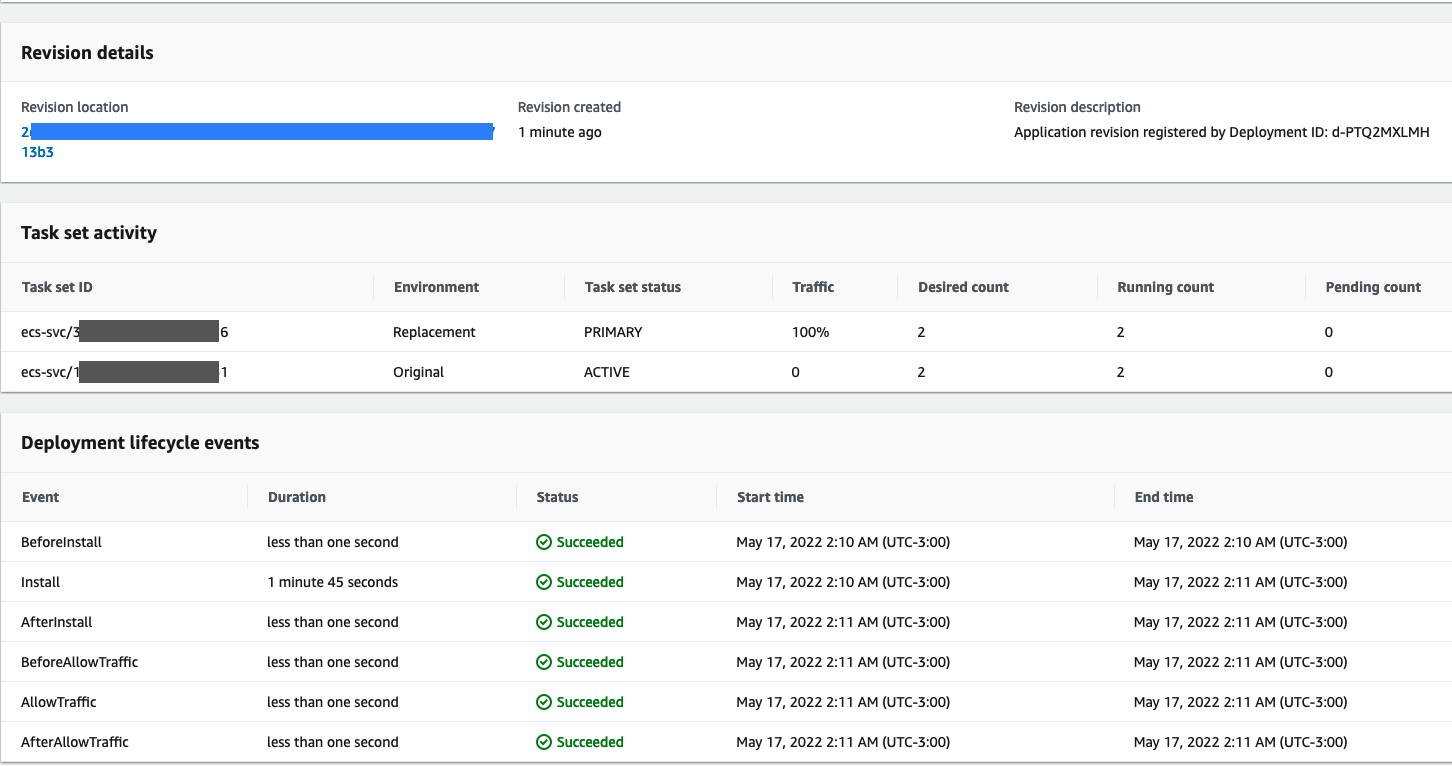 Revision details
Revision location Revision created Revision description
1 minute ago Application revision registered by Deployment ID: d-PTQ2MXLMH
13b3
Task set activity
Task set ID Environment Task set status Traffic Desired count Running count Pending count
ecs-svc/3 6 Replacement PRIMARY 100% 2 2 0
ecs-svc/1 1 Original ACTIVE 0 2 2 0
Deployment lifecycle events
Event Duration Status Start time End time
BeforeInstall less than one second Succeeded May 17, 2022 2:10 AM (UTC-3:00) May 17, 2022 2:10 AM (UTC-3:00)
Install 1 minute 45 seconds Succeeded May 17, 2022 2:10 AM (UTC-3:00) May 17, 2022 2:11 AM (UTC-3:00)
AfterInstall less than one second Succeeded May 17, 2022 2:11 AM (UTC-3:00) May 17, 2022 2:11 AM (UTC-3:00)
BeforeAllowTraffic less than one second Succeeded May 17, 2022 2:11 AM (UTC-3:00) May 17, 2022 2:11 AM (UTC-3:00)
AllowTraffic less than one second Succeeded May 17, 2022 2:11 AM (UTC-3:00) May 17, 2022 2:11 AM (UTC-3:00)
AfterAllowTraffic less than one second Succeeded May 17, 2022 2:11 AM (UTC-3:00) May 17, 2022 2:11 AM (UTC-3:00)